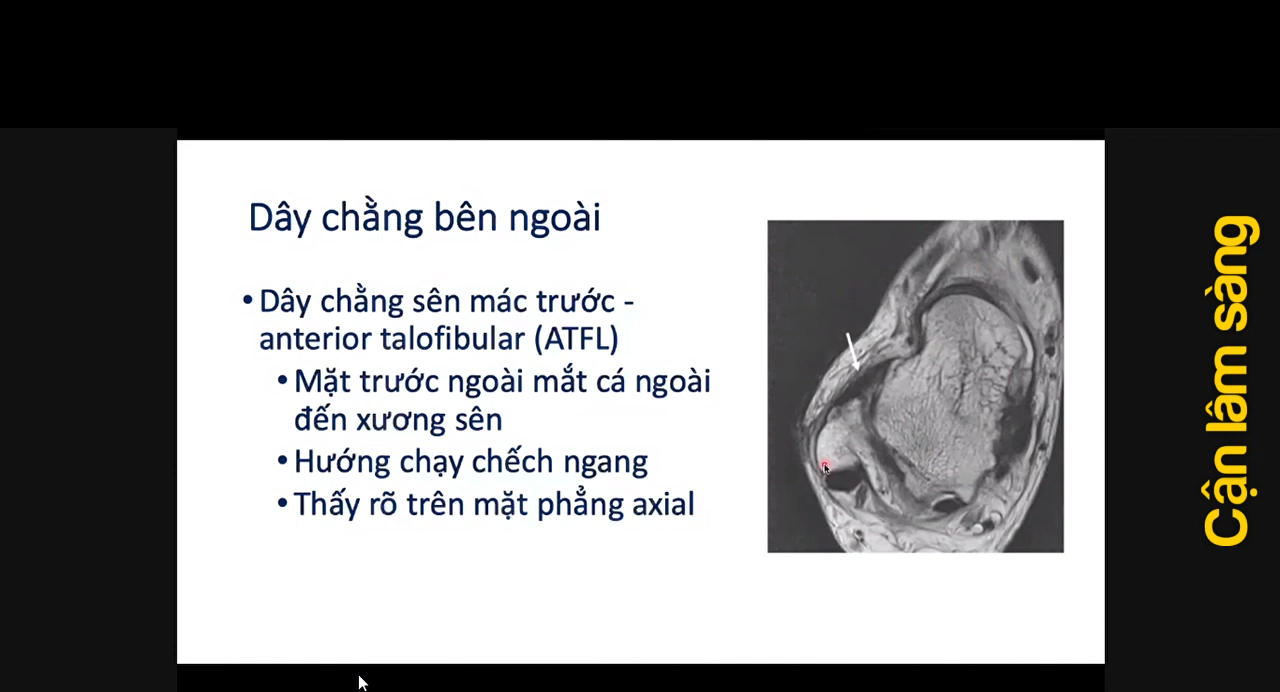 Dây chằng bên ngoài
• Dây chằng sên mác trước -
anterior talofibular (ATFL)
• Mặt trước ngoài mắt cá ngoài
đến xương sên
• Hướng chạy chếch ngang
• Thấy rõ trên mặt phẳng axial
Cận lâm sàng